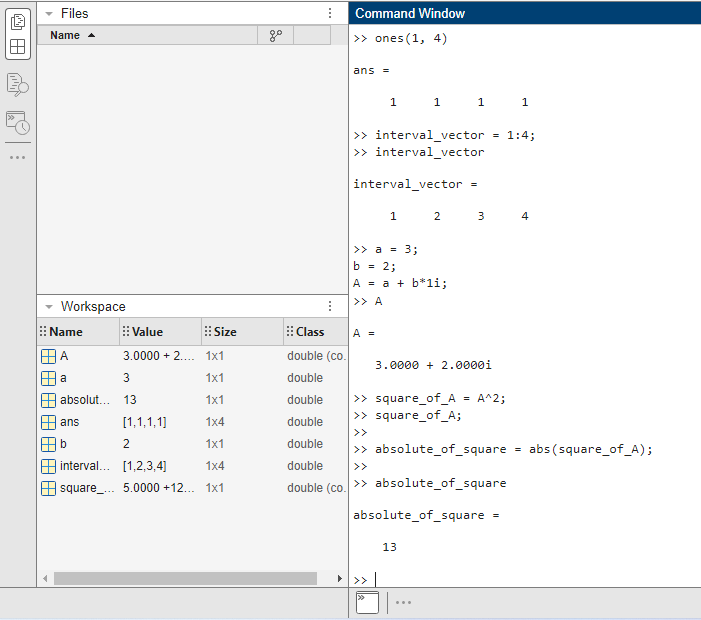 Files
Name
Workspace
Name Value Size Class
A 3.0000 + 2.... 1x1 double (co.
a 3 1x1 double
absolut... 13 1x1 double
ans [1,1,1,1] 1x4 double
b 2 1x1 double
interval... [1,2,3,4] 1x4 double
square_... 5.0000 +12... 1x1 double (co.
Command Window
>> ones(1, 4)
ans =
1 1 1 1
>> interval_vector = 1:4;
>> interval_vector
interval_vector =
1 2 3 4
>> a = 3;
b = 2;
A = a + b*1i;
>> A
A =
3.0000 + 2.0000i
>> square_of_A = A^2;
>> square_of_A;
>>
>> absolute_of_square = abs(square_of_A);
>>
>> absolute_of_square
absolute_of_square =
13
>>